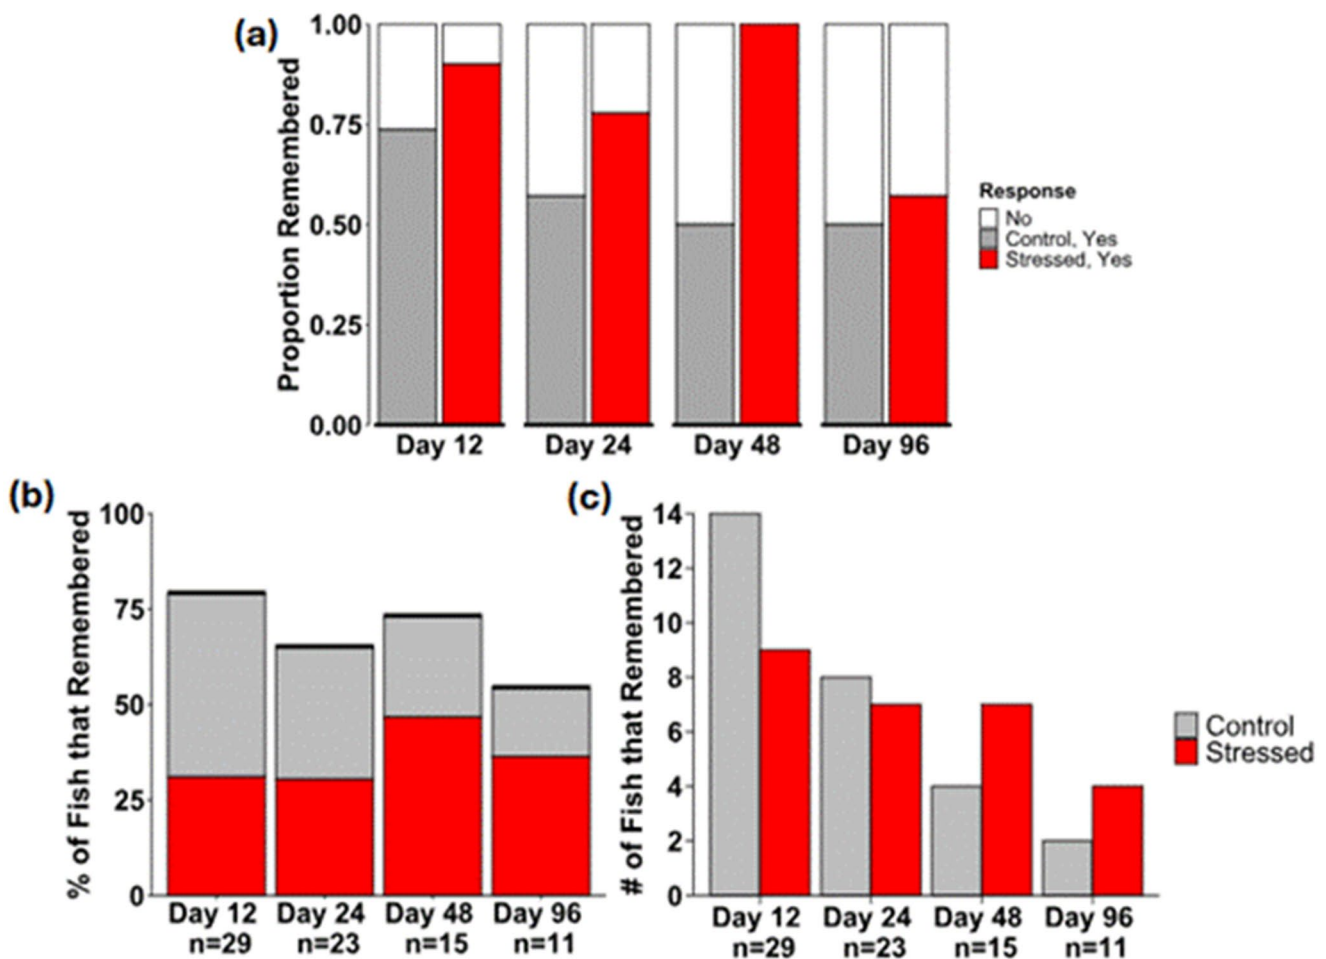 (a)
Proportion Remembered
1.00
0.75
0.50
0.25
0.00
Day 12 Day 24 Day 48 Day 96
Response
No
Control, Yes
Stressed, Yes
(b)
% of Fish that Remembered
100
75
50
25
0
Day 12 Day 24 Day 48 Day 96
n=29 n=23 n=15 n=11
(c)
# of Fish that Remembered
14
12
10
8
6
4
2
0
Day 12 Day 24 Day 48 Day 96
n=29 n=23 n=15 n=11
Control
Stressed